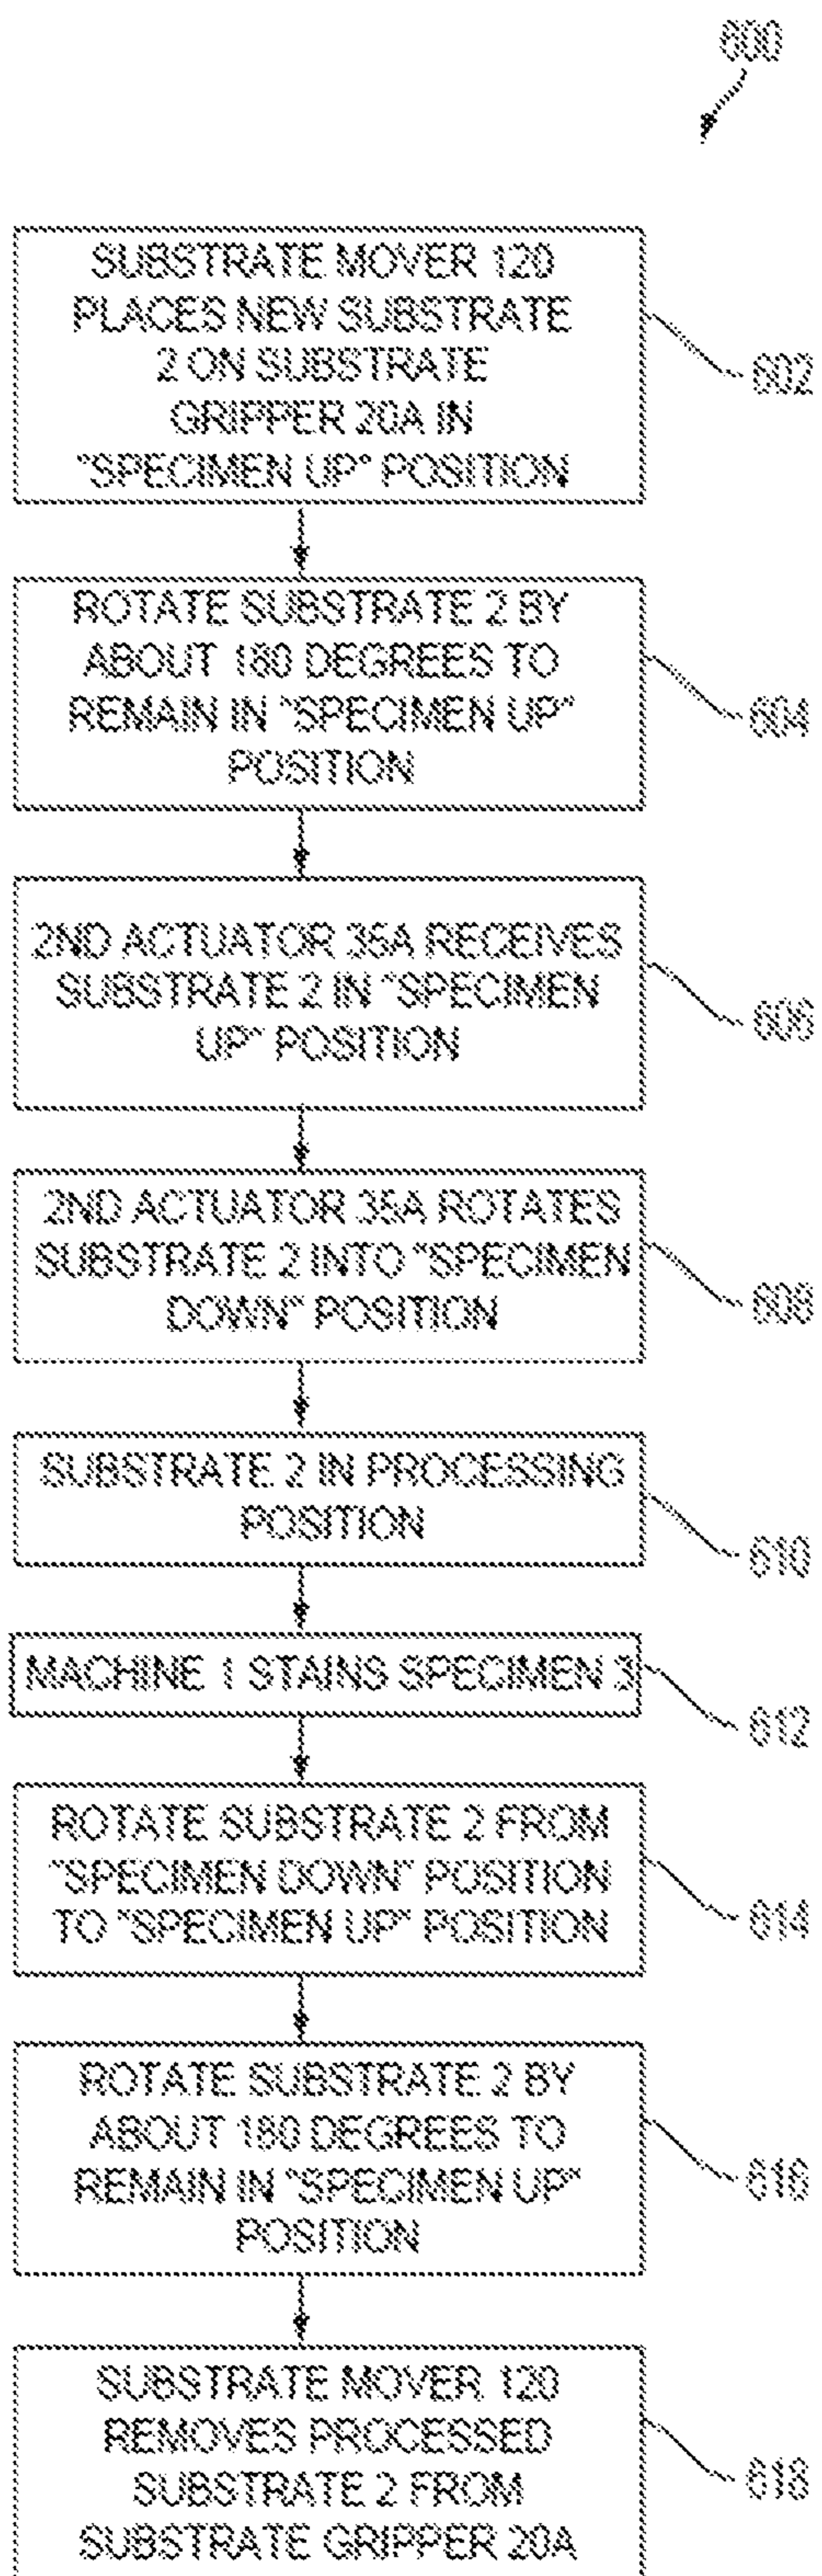 600
SUBSTRATE MOVER 120
PLACES NEW SUBSTRATE
2 ON SUBSTRATE
GRIPPER 20A IN
"SPECIMEN UP" POSITION
602
ROTATE SUBSTRATE 2 BY
ABOUT 180 DEGREES TO
REMAIN IN "SPECIMEN UP"
POSITION
604
2ND ACTUATOR 35A RECEIVES
SUBSTRATE 2 IN "SPECIMEN
UP" POSITION
606
2ND ACTUATOR 35A ROTATES
SUBSTRATE 2 INTO "SPECIMEN
DOWN" POSITION
608
SUBSTRATE 2 IN PROCESSING
POSITION
610
MACHINE 1 STAINS SPECIMEN 3
612
ROTATE SUBSTRATE 2 FROM
"SPECIMEN DOWN" POSITION
TO "SPECIMEN UP" POSITION
614
ROTATE SUBSTRATE 2 BY
ABOUT 180 DEGREES TO
REMAIN IN "SPECIMEN UP"
POSITION
616
SUBSTRATE MOVER 120
REMOVES PROCESSED
SUBSTRATE 2 FROM
SUBSTRATE GRIPPER 20A
618